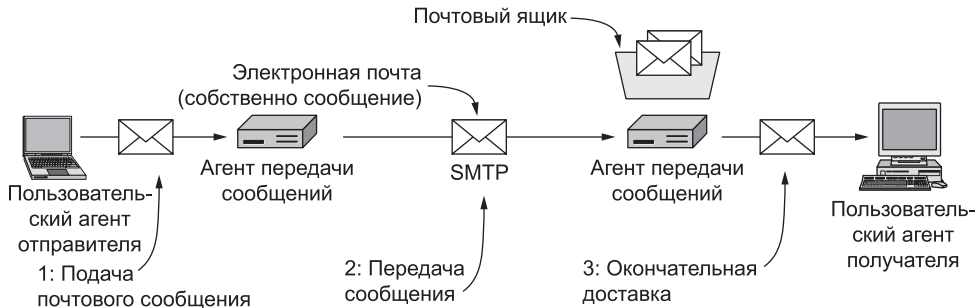 Почтовый ящик
Электронная почта
(собственно сообщение)
Пользователь-
ский агент
отправителя
Агент передачи
сообщений
SMTP
Агент передачи
сообщений
Пользователь-
ский агент
получателя
1: Подача
почтового сообщения
2: Передача
сообщения
3: Окончательная
доставка